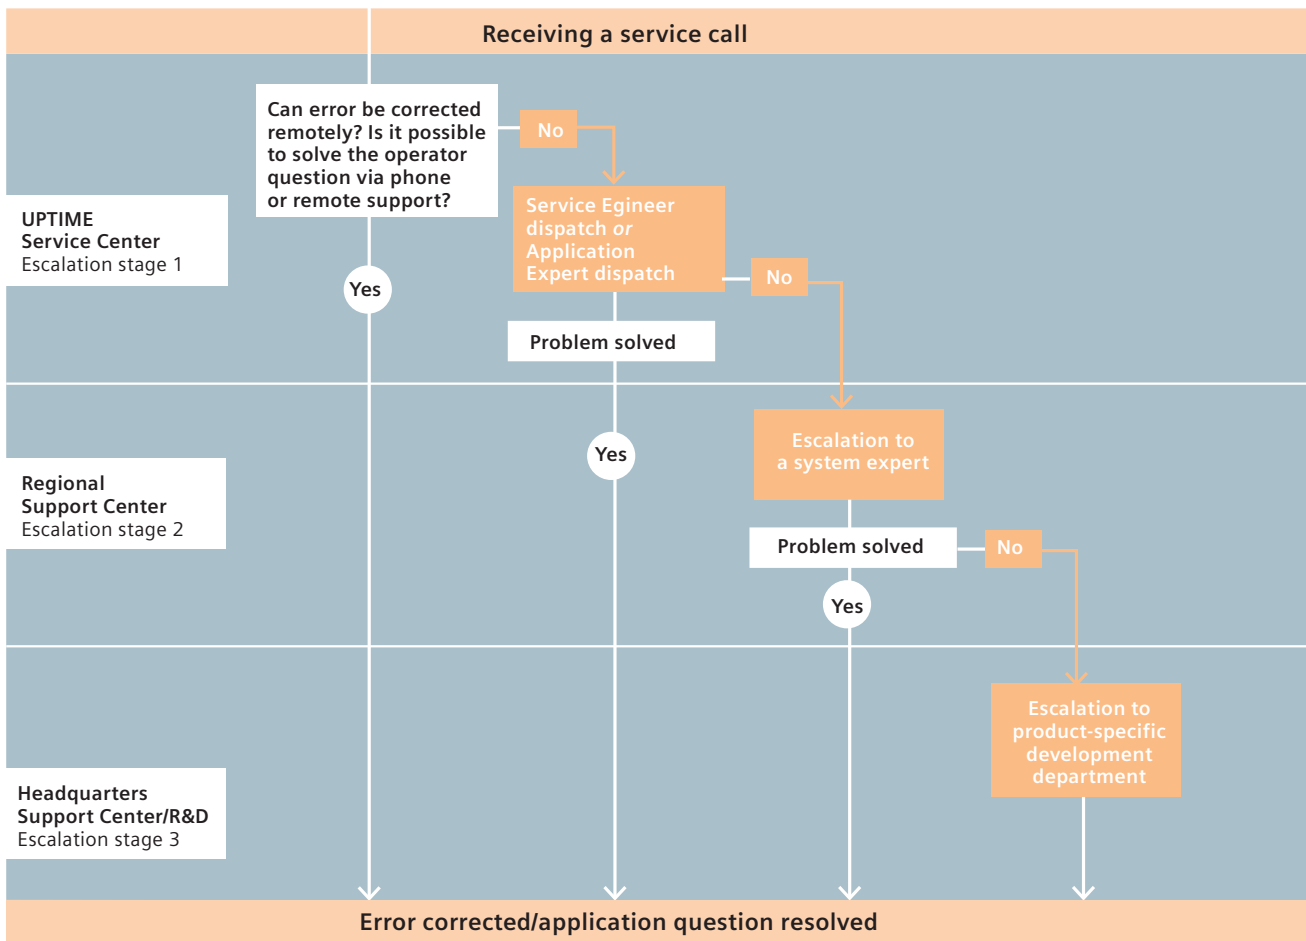 Receiving a service call
Can error be corrected
remotely? Is it possible
to solve the operator
question via phone
or remote support?
No
UPTIME
Service Center
Escalation stage 1
Service Egineer
dispatch or
Application
Expert dispatch
Yes
No
Problem solved
Regional
Support Center
Escalation stage 2
Yes
Escalation to
a system expert
Problem solved
No
Yes
Headquarters
Support Center/R&D
Escalation stage 3
Escalation to
product-specific
development
department
Error corrected/application question resolved